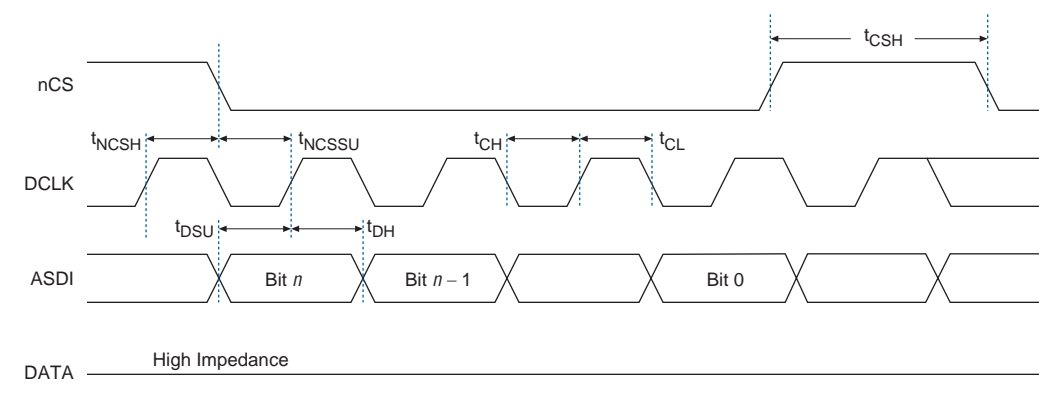 tCSH
nCS
tNCSH tNCSSU tCH tCL
DCLK
tDSU tDH
ASDI Bit n Bit n – 1 Bit 0
High Impedance
DATA